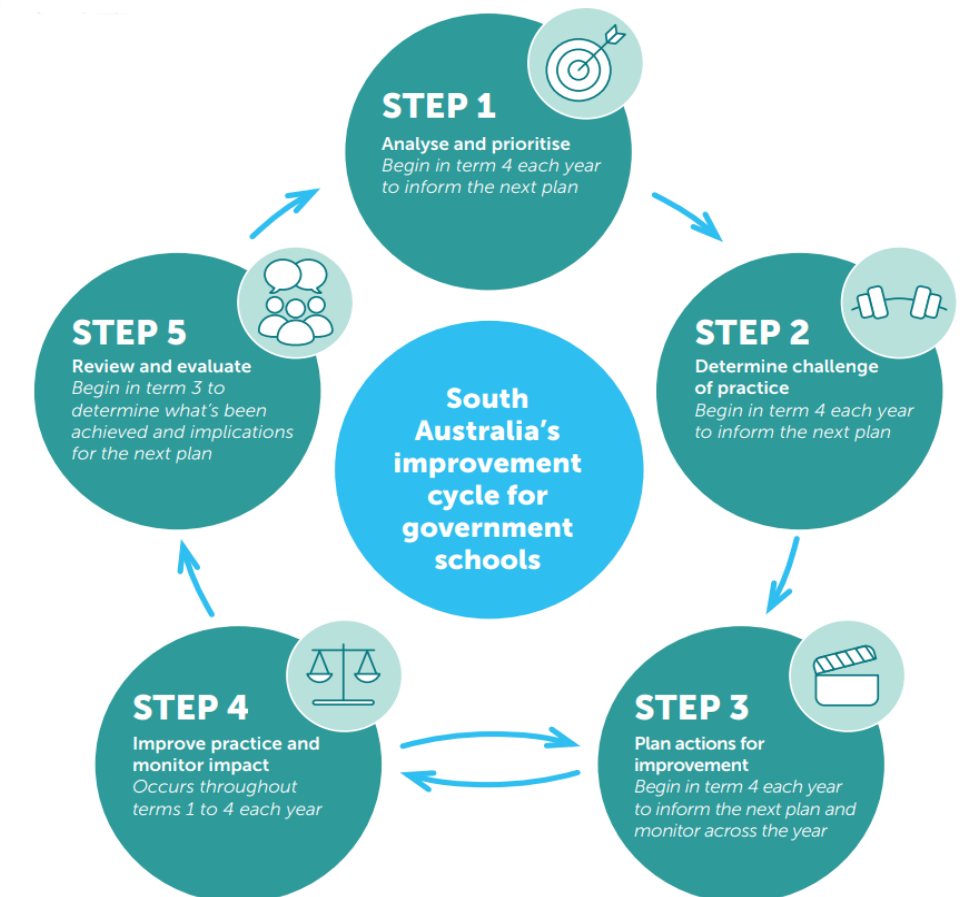 STEP 1
Analyse and prioritise
Begin in term 4 each year
to inform the next plan
STEP 2
Determine challenge
of practice
Begin in term 4 each year
to inform the next plan
STEP 3
Plan actions for
improvement
Begin in term 4 each year
to inform the next plan and
monitor across the year
STEP 4
Improve practice and
monitor impact
Occurs throughout
terms 1 to 4 each year
STEP 5
Review and evaluate
Begin in term 3 to
determine what's been
achieved and implications
for the next plan
South
Australia's
improvement
cycle for
government
schools